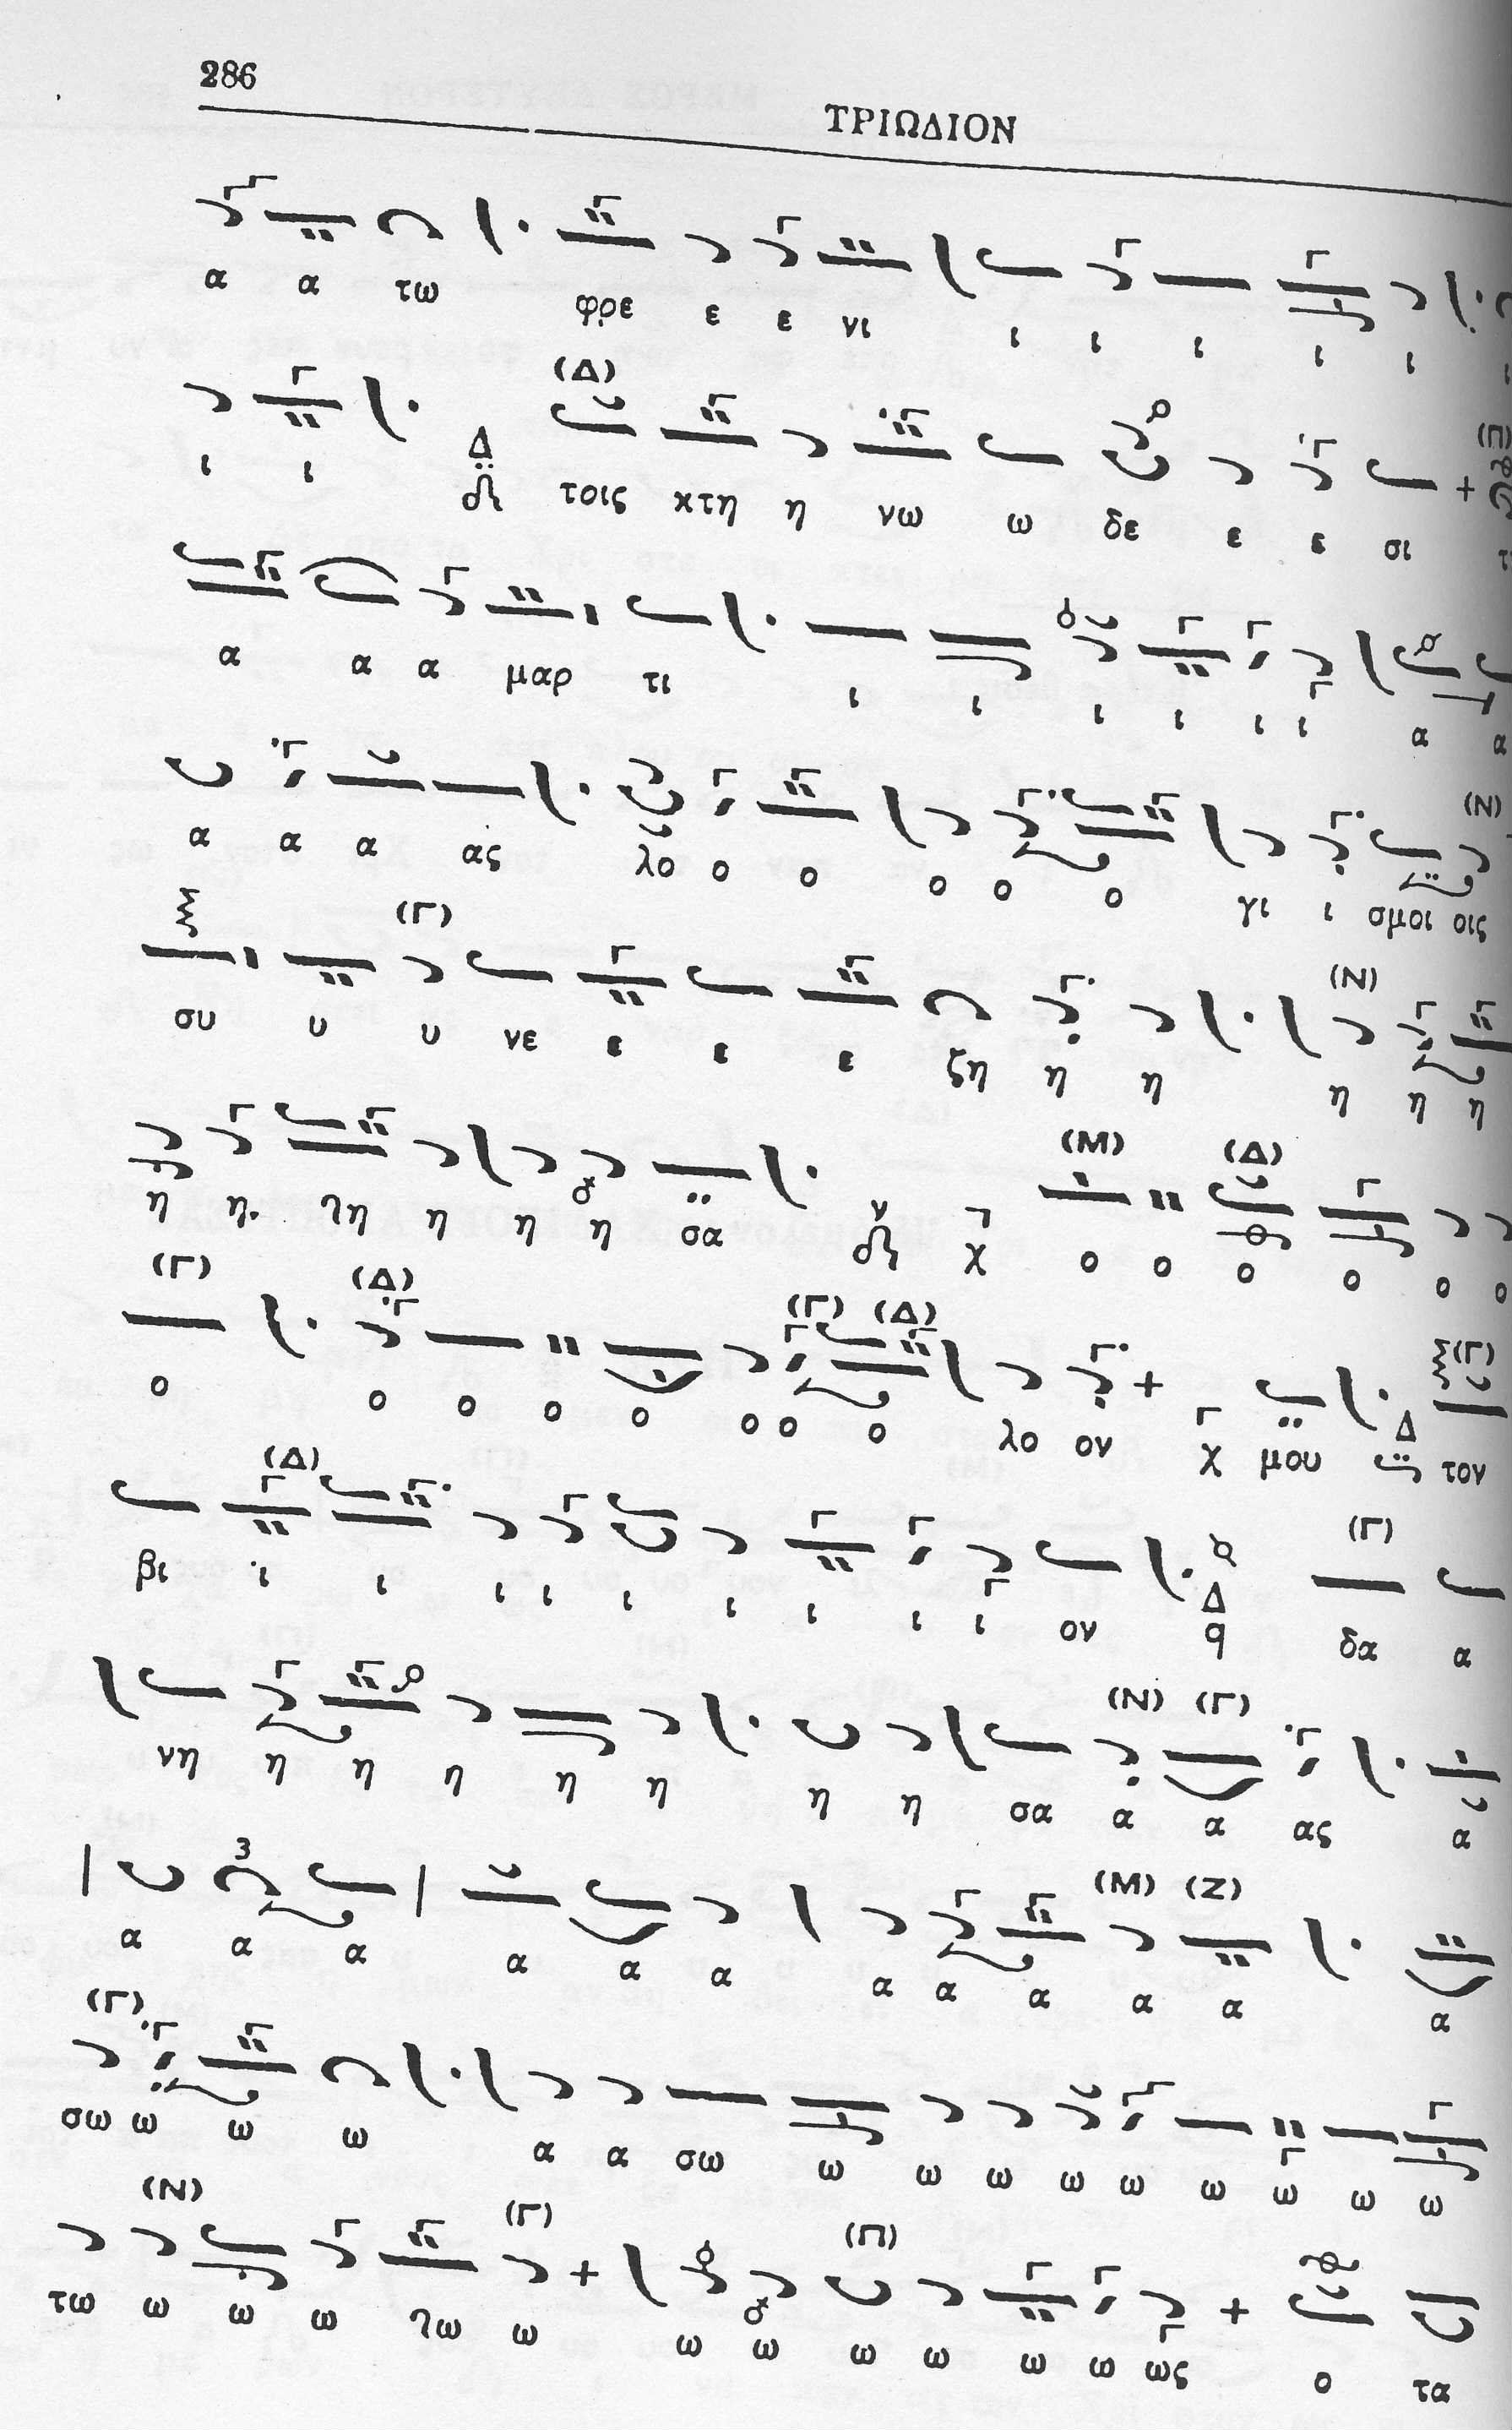 286
ΤΡΙΩΔΙΟΝ
α α τω φρε ε ε νι ι ι ι ι ι
(Δ)
ι ι Δ τοις κτη η νω ω δε ε ε σι
α α α μαρ τι ι ι ι ι ι ι α α
(Ν)
α α α ας λο ο ο ο ο ο γι ι σμοι οις
(Γ) (Ν)
συ υ υ νε ε ε ε ζη η η η η η
(Μ) (Δ)
η η. η η η σα ν χ ο ο ο ο ο ο
(Γ) (Δ) (Γ) (Δ) (Γ)
ο ο ο ο ο ο ο ο λο ον χ μου Δ τον
(Δ) (Γ)
βι ι ι ι ι ι ι ι ι ι ον Δ q δα α
(Ν) (Γ)
νη η η η η η η η σα α α ας α
3 (Μ) (Ζ)
α α α α α α α α α α α α
(Γ)
σω ω ω ω α α σω ω ω ω ω ω ω ω ω ω
(Ν) (Γ) (Π)
τω ω ω ω ω ω ω ω ω ω ω ως ο τα